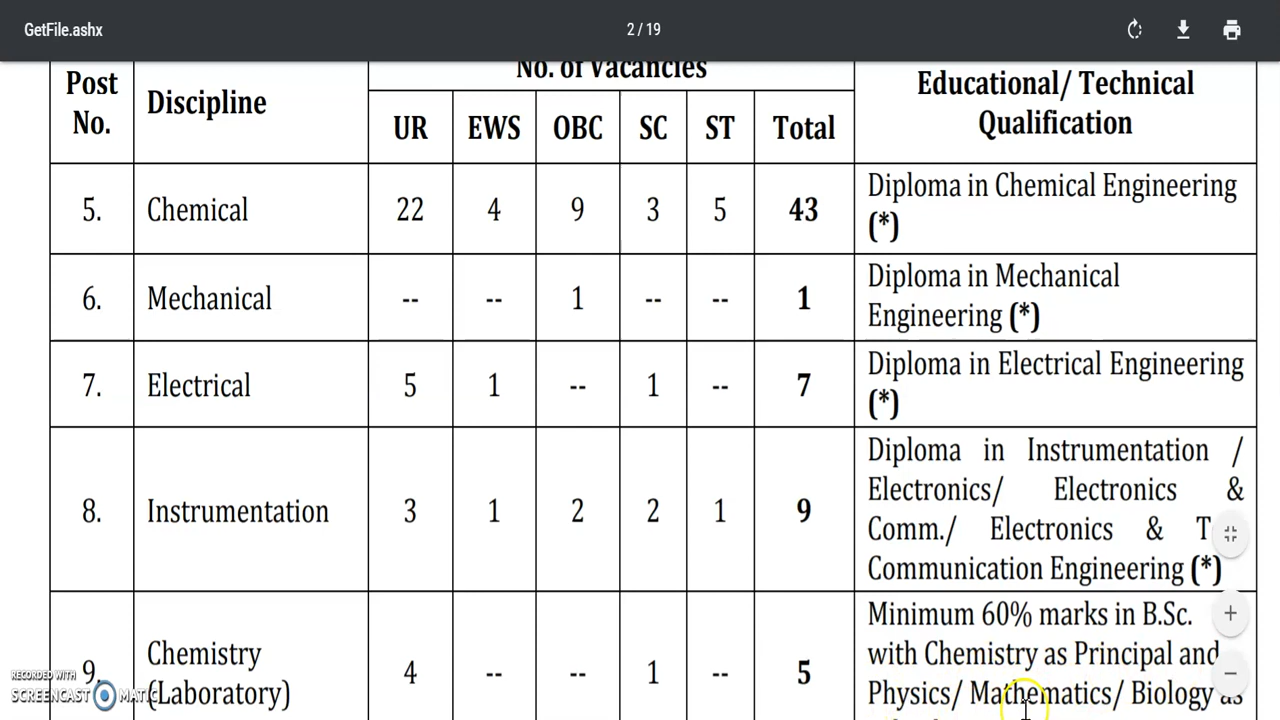 GetFile.ashx
2 / 19
No. of Vacancies
Post No.
Discipline
Educational/ Technical
Qualification
UR EWS OBC SC ST Total
5. Chemical 22 4 9 3 5 43 Diploma in Chemical Engineering
(*)
6. Mechanical -- -- 1 -- -- 1 Diploma in Mechanical
Engineering (*)
7. Electrical 5 1 -- 1 -- 7 Diploma in Electrical Engineering
(*)
8. Instrumentation 3 1 2 2 1 9 Diploma in Instrumentation /
Electronics/ Electronics &
Comm./ Electronics &
Communication Engineering (*)
9. Chemistry
(Laboratory) 4 -- -- 1 -- 5 Minimum 60% marks in B.Sc.
with Chemistry as Principal and
Physics/ Mathematics/ Biology as
RECORDED WITH
SCREENCAST MATIC